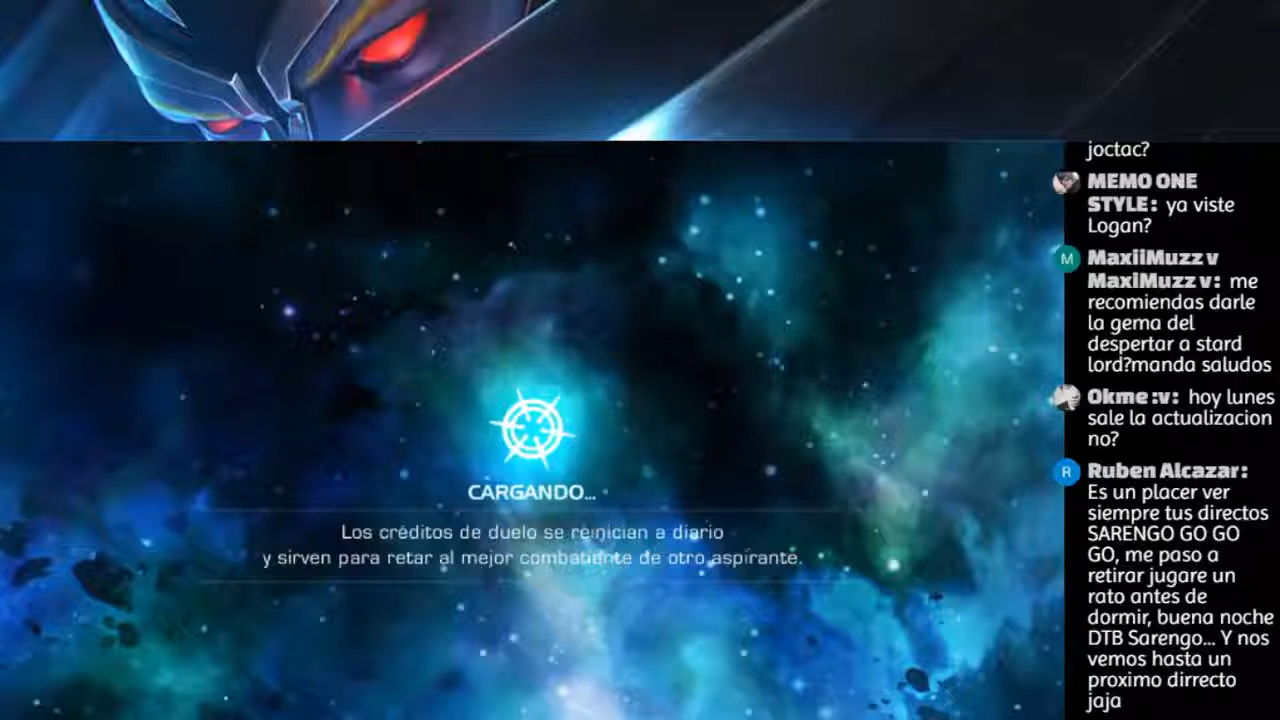 CARGANDO...
Los créditos de duelo se reinician a diario
y sirven para retar al mejor combatiente de otro aspirante.
joctac?
MEMO ONE
STYLE: ya viste
Logan?
M
MaxiiMuzz v
MaxiMuzz v: me
recomiendas darle
la gema del
despertar a stard
lord?manda saludos
Okme :v: hoy lunes
sale la actualizacion
no?
R
Ruben Alcazar:
Es un placer ver
siempre tus directos
SARENGO GO GO
GO, me paso a
retirar jugare un
rato antes de
dormir, buena noche
DTB Sarengo... Y nos
vemos hasta un
proximo dirrecto
jaja